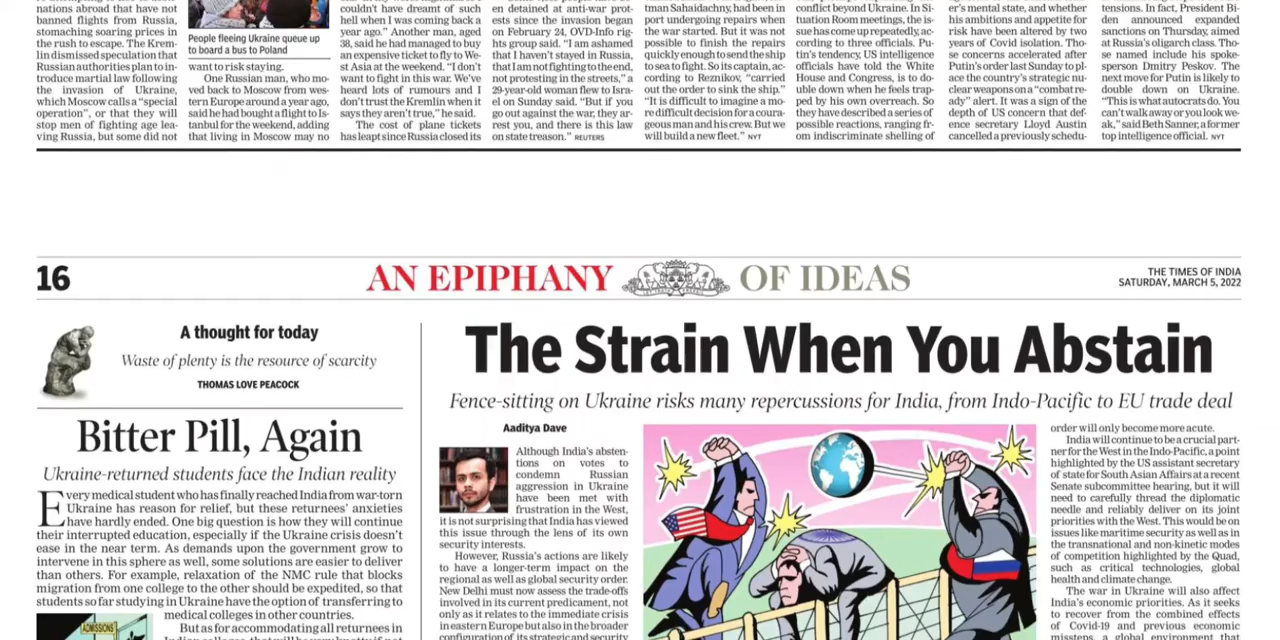 nations abroad that have not
banned flights from Russia,
stomaching soaring prices in
the rush to escape. The Krem-
lin dismissed speculation that
Russian authorities plan to in-
troduce martial law following
the invasion of Ukraine,
which Moscow calls a “special
operation”, or that they will
stop men of fighting age lea-
ving Russia, but some did not
People fleeing Ukraine queue up
to board a bus to Poland
want to risk staying.
One Russian man, who mo-
ved back to Moscow from wes-
tern Europe around a year ago,
said he had bought a flight to Is-
tanbul for the weekend, adding
that living in Moscow may no
couldn’t have dreamt of such
hell when I was coming back a
year ago.” Another man, aged
38, said he had managed to buy
an expensive ticket to fly to We-
st Asia at the weekend. “I don’t
want to fight in this war. We’ve
heard lots of rumours and I
don’t trust the Kremlin when it
says they aren’t true,” he said.
The cost of plane tickets
has leapt since Russia closed its
en detained at anti-war prot-
ests since the invasion began
on February 24, OVD-Info rig-
hts group said. “I am ashamed
that I haven’t stayed in Russia,
that I am not fighting to the end,
not protesting in the streets,” a
29-year-old woman flew to Isra-
el on Sunday said. “But if you
go out against the war, they ar-
rest you, and there is this law
on state treason.” REUTERS
tman Sahaidachny, had been in
port undergoing repairs when
the war started. But it was not
possible to finish the repairs
quickly enough to send the ship
to sea to fight. So its captain, ac-
cording to Reznikov, “carried
out the order to sink the ship.”
“It is difficult to imagine a mo-
re difficult decision for a coura-
geous man and his crew. But we
will build a new fleet.” NYT
conflict beyond Ukraine. In Si-
tuation Room meetings, the is-
sue has come up repeatedly, ac-
cording to three officials. Pu-
tin’s tendency, US intelligence
officials have told the White
House and Congress, is to do-
uble down when he feels trap-
ped by his own overreach. So
they have described a series of
possible reactions, ranging fr-
om indiscriminate shelling of
er’s mental state, and whether
his ambitions and appetite for
risk have been altered by two
years of Covid isolation. Tho-
se concerns accelerated after
Putin’s order last Sunday to pl-
ace the country’s strategic nu-
clear weapons on a “combat re-
ady” alert. It was a sign of the
depth of US concern that def-
ence secretary Lloyd Austin
cancelled a previously schedu-
tensions. In fact, President Bi-
den announced expanded
sanctions on Thursday, aimed
at Russia’s oligarch class. Tho-
se named include his spoke-
sperson Dmitry Peskov. The
next move for Putin is likely to
double down on Ukraine.
“This is what autocrats do. You
can’t walk away or you look we-
ak,” said Beth Sanner, a former
top intelligence official. NYT
16
AN EPIPHANY OF IDEAS
THE TIMES OF INDIA
SATURDAY, MARCH 5, 2022
A thought for today
Waste of plenty is the resource of scarcity
THOMAS LOVE PEACOCK
Bitter Pill, Again
Ukraine-returned students face the Indian reality
Every medical student who has finally reached India from war-torn
Ukraine has reason for relief, but these returnees’ anxieties
have hardly ended. One big question is how they will continue
their interrupted education, especially if the Ukraine crisis doesn’t
ease in the near term. As demands upon the government grow to
intervene in this sphere as well, some solutions are easier to deliver
than others. For example, relaxation of the NMC rule that blocks
migration from one college to the other should be expedited, so that
students so far studying in Ukraine have the option of transferring to
medical colleges in other countries.
But as for accommodating all returnees in
ADMISSIONS
The Strain When You Abstain
Fence-sitting on Ukraine risks many repercussions for India, from Indo-Pacific to EU trade deal
Aaditya Dave
Although India’s absten-
tions on votes to
condemn Russian
aggression in Ukraine
have been met with
frustration in the West,
it is not surprising that India has viewed
this issue through the lens of its own
security interests.
However, Russia’s actions are likely
to have a longer-term impact on the
regional as well as global security order.
New Delhi must now assess the trade-offs
involved in its current predicament, not
only as it relates to the immediate crisis
in eastern Europe but also in the broader
configuration of its strategic and security
order will only become more acute.
India will continue to be a crucial part-
ner for the West in the Indo-Pacific, a point
highlighted by the US assistant secretary
of state for South Asian Affairs at a recent
Senate subcommittee hearing, but it will
need to carefully thread the diplomatic
needle and reliably deliver on its joint
priorities with the West. This would be on
issues like maritime security as well as in
the transnational and non-kinetic modes
of competition highlighted by the Quad,
such as critical technologies, global
health and climate change.
The war in Ukraine will also affect
India’s economic priorities. As it seeks
to recover from the combined effects
of Covid-19 and previous economic
missteps, a global environment that